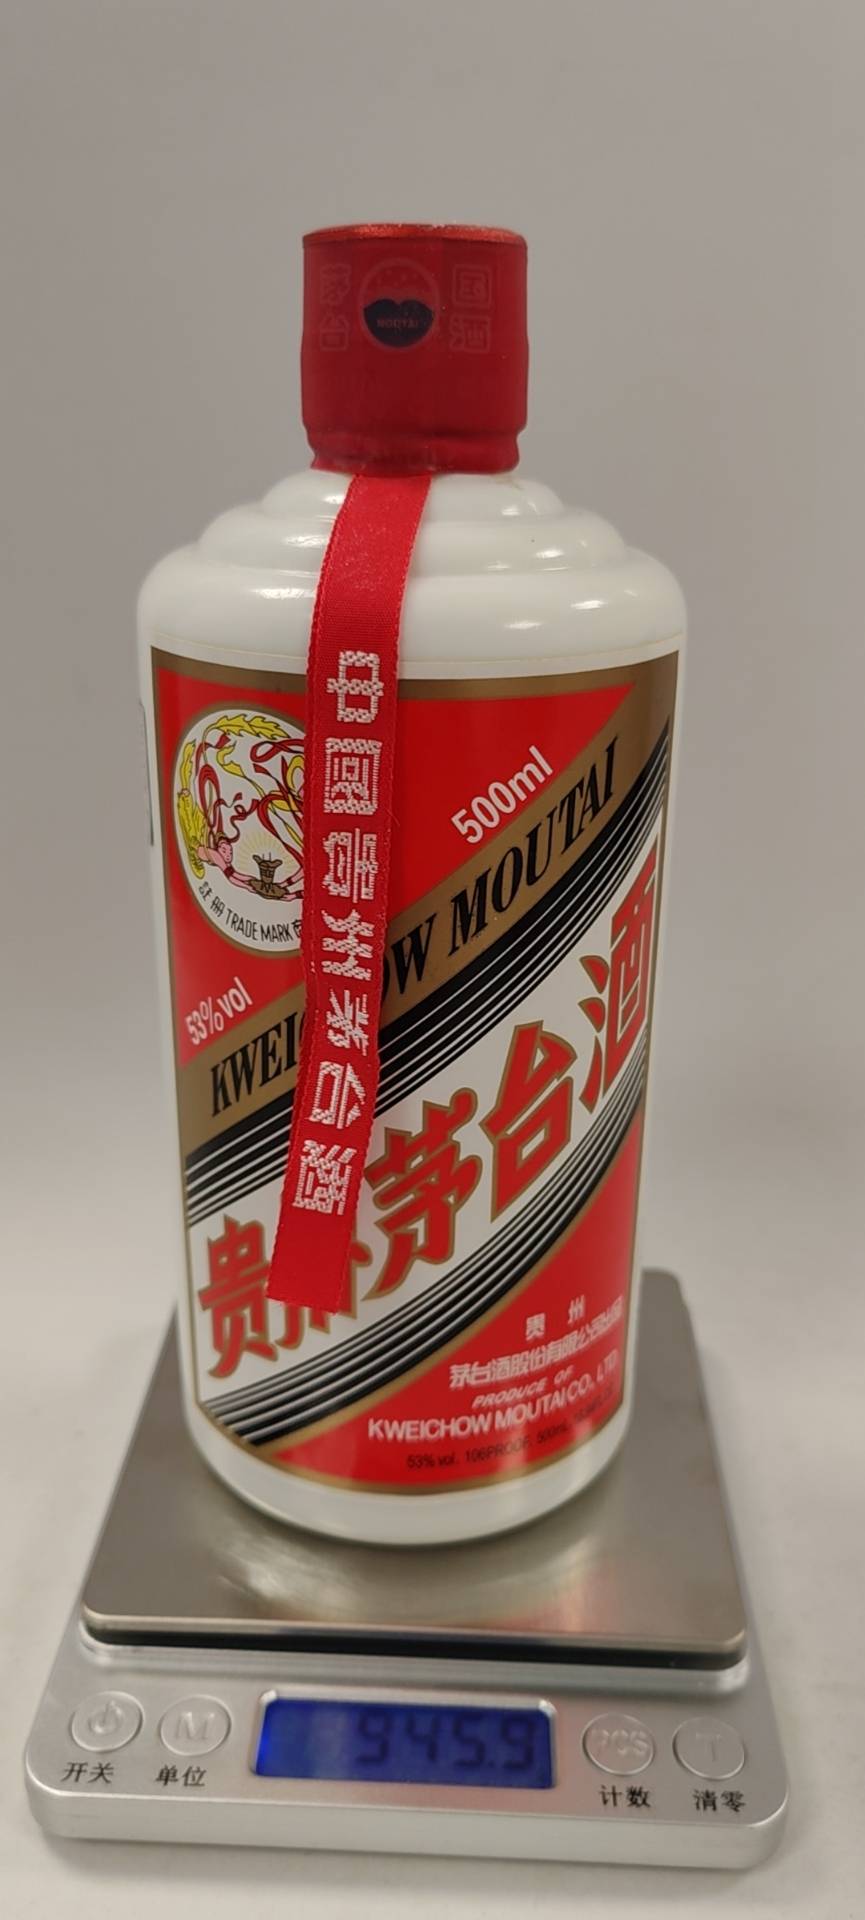 茅台
国酒
MOUTAI
中國贵州茅台酒
注册 TRADE MARK 商
500ml
53%vol
KWEICHOW MOUTAI
贵州茅台酒
贵 州
茅台酒股份有限公司出品
PRODUCE OF
KWEICHOW MOUTAI CO., LTD
53% vol. 106PROOF. 500mL
945.9
M
PCS
T
开关
单位
计数
清零